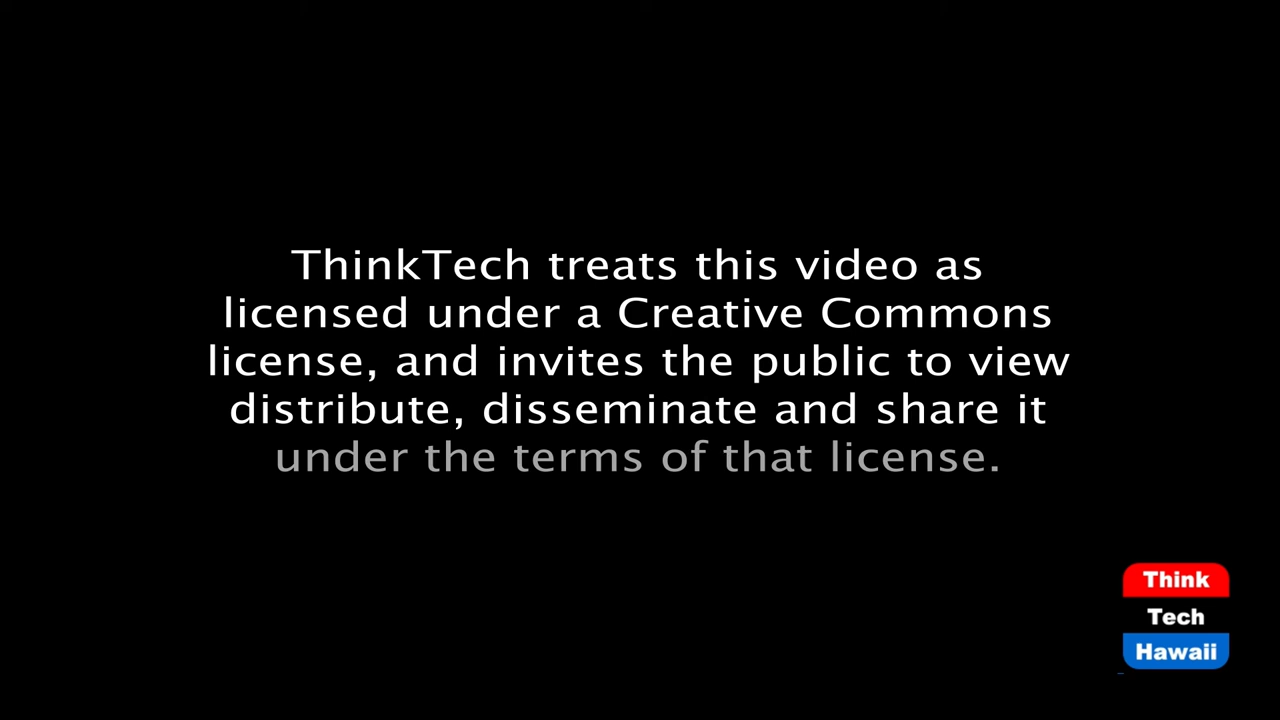 ThinkTech treats this video as
licensed under a Creative Commons
license, and invites the public to view
distribute, disseminate and share it
under the terms of that license.
Think
Tech
Hawaii